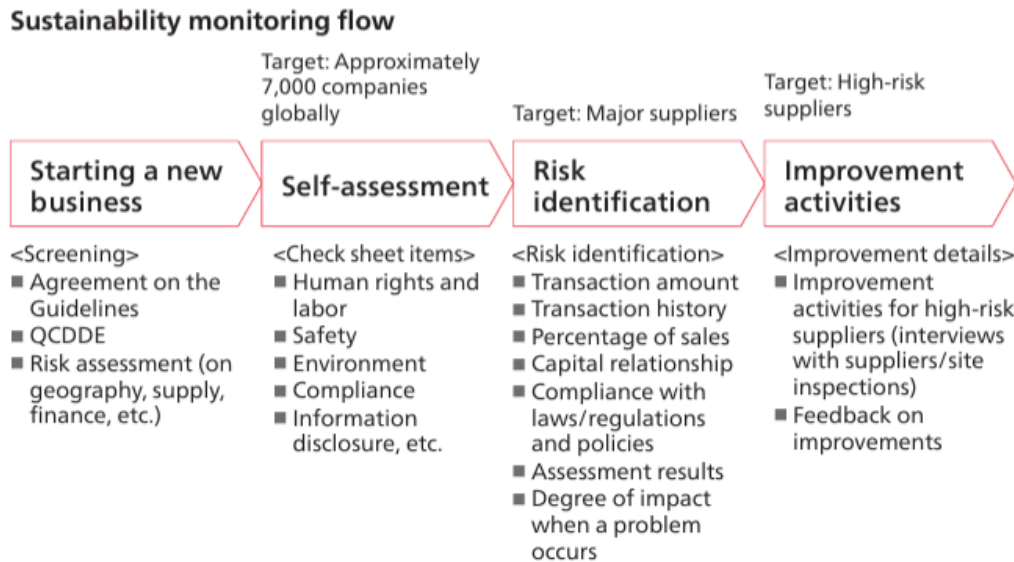 Sustainability monitoring flow
Target: Approximately
7,000 companies
globally
Target: Major suppliers
Target: High-risk
suppliers
Starting a new
business
Self-assessment
Risk
identification
Improvement
activities
<Screening>
■ Agreement on the
Guidelines
■ QCDDE
■ Risk assessment (on
geography, supply,
finance, etc.)
<Check sheet items>
■ Human rights and
labor
■ Safety
■ Environment
■ Compliance
■ Information
disclosure, etc.
<Risk identification>
■ Transaction amount
■ Transaction history
■ Percentage of sales
■ Capital relationship
■ Compliance with
laws/regulations
and policies
■ Assessment results
■ Degree of impact
when a problem
occurs
<Improvement details>
■ Improvement
activities for high-risk
suppliers (interviews
with suppliers/site
inspections)
■ Feedback on
improvements